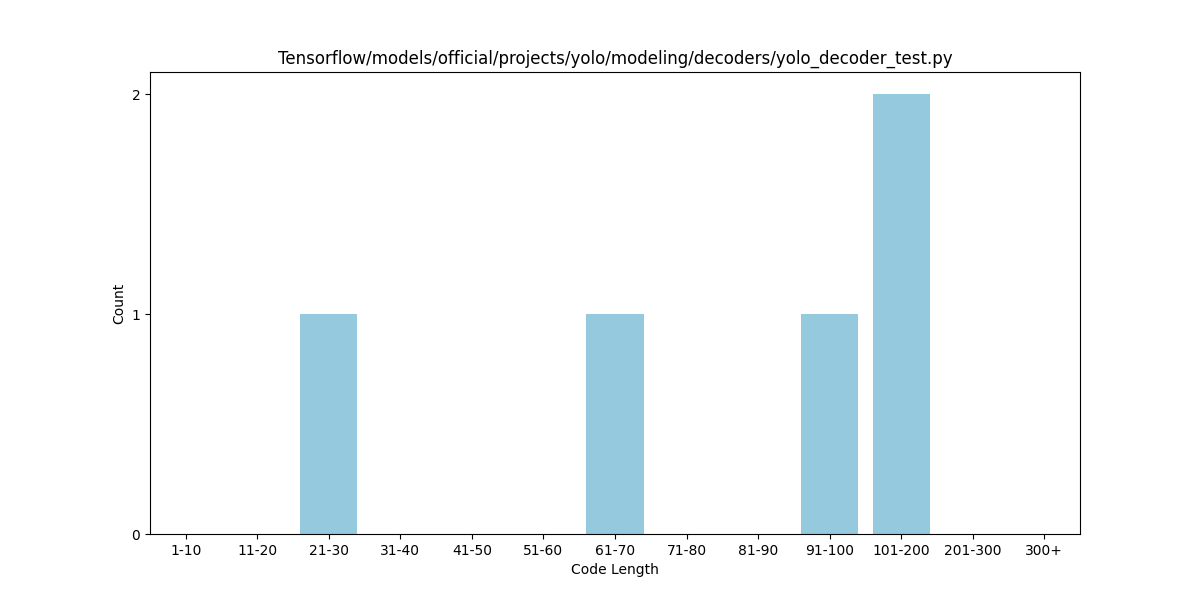 Tensorflow/models/official/projects/yolo/modeling/decoders/yolo_decoder_test.py
2
1
0
Count
1-10 11-20 21-30 31-40 41-50 51-60 61-70 71-80 81-90 91-100 101-200 201-300 300+
Code Length